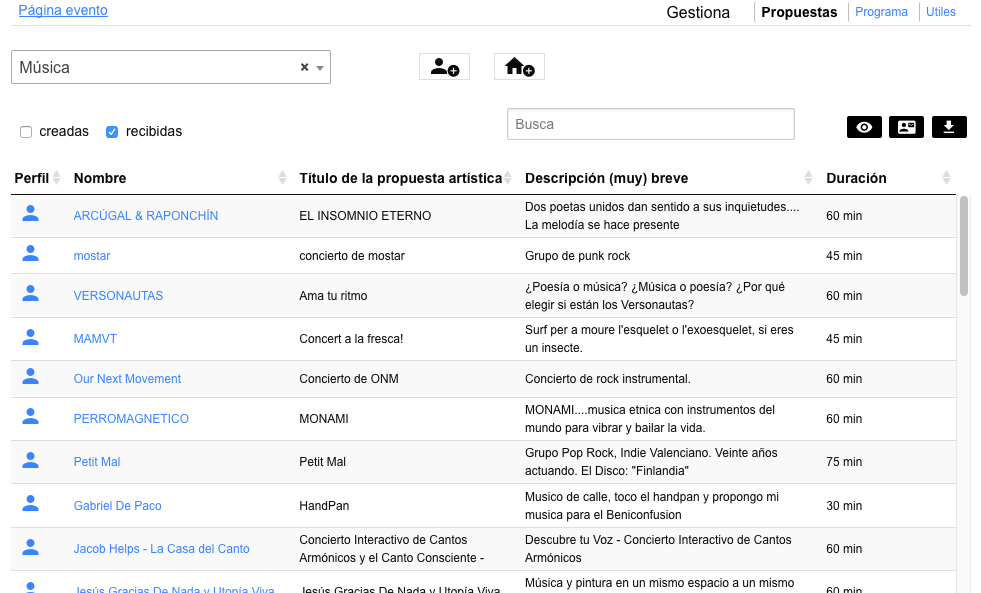 Página evento
Gestiona Propuestas Programa Utiles
Música × 
creadas recibidas
Busca
Perfil Nombre Título de la propuesta artística Descripción (muy) breve Duración
ARCÚGAL & RAPONCHÍN EL INSOMNIO ETERNO Dos poetas unidos dan sentido a sus inquietudes.... 60 min
La melodía se hace presente
mostar concierto de mostar Grupo de punk rock 45 min
VERSONAUTAS Ama tu ritmo ¿Poesía o música? ¿Música o poesía? ¿Por qué 60 min
elegir si están los Versonautas?
MAMVT Concert a la fresca! Surf per a moure l'esquelet o l'exoesquelet, si eres 45 min
un insecte.
Our Next Movement Concierto de ONM Concierto de rock instrumental. 60 min
PERROMAGNETICO MONAMI MONAMI....musica etnica con instrumentos del 60 min
mundo para vibrar y bailar la vida.
Petit Mal Petit Mal Grupo Pop Rock, Indie Valenciano. Veinte años 75 min
actuando. El Disco: "Finlandia"
Gabriel De Paco HandPan Musico de calle, toco el handpan y propongo mi 30 min
musica para el Beniconfusion
Jacob Helps - La Casa del Canto Concierto Interactivo de Cantos Descubre tu Voz - Concierto Interactivo de Cantos 60 min
Armónicos y el Canto Consciente - Armónicos
Música y pintura en un mismo espacio a un mismo
Jesús Gracias De Nada y Utopía Viva Jesús Gracias De Nada y Utopía Viva 60 min